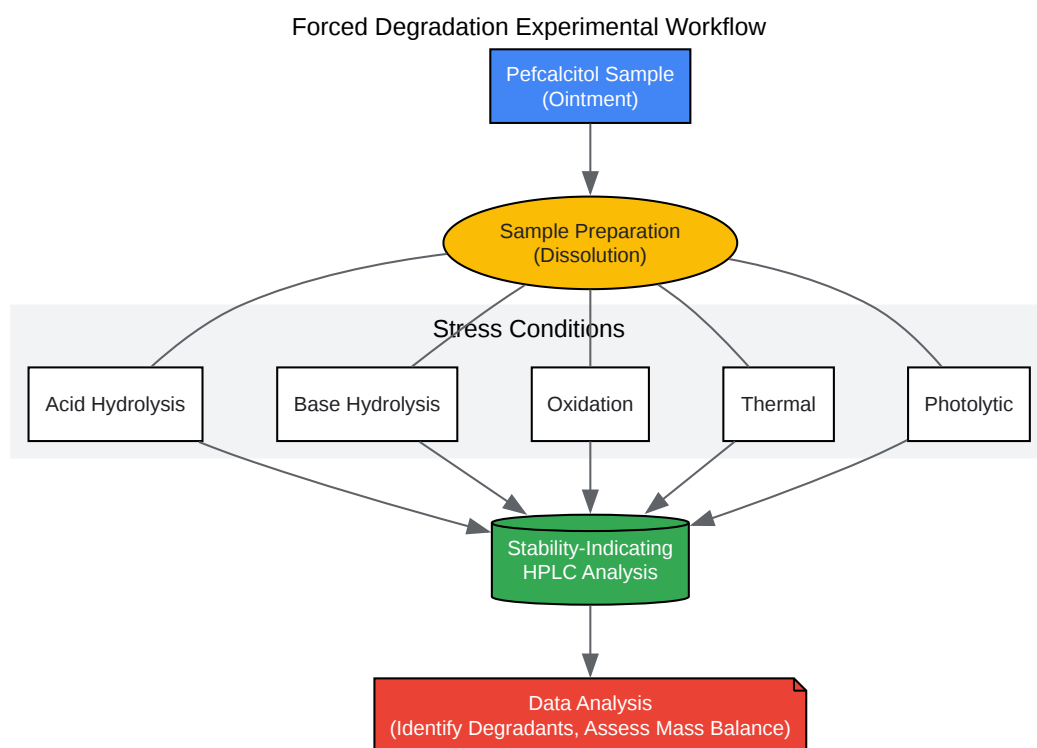 Forced Degradation Experimental Workflow
Pefcalcitol Sample
(Ointment)
Sample Preparation
(Dissolution)
Stress Conditions
Acid Hydrolysis
Base Hydrolysis
Oxidation
Thermal
Photolytic
Stability-Indicating
HPLC Analysis
Data Analysis
(Identify Degradants, Assess Mass Balance)